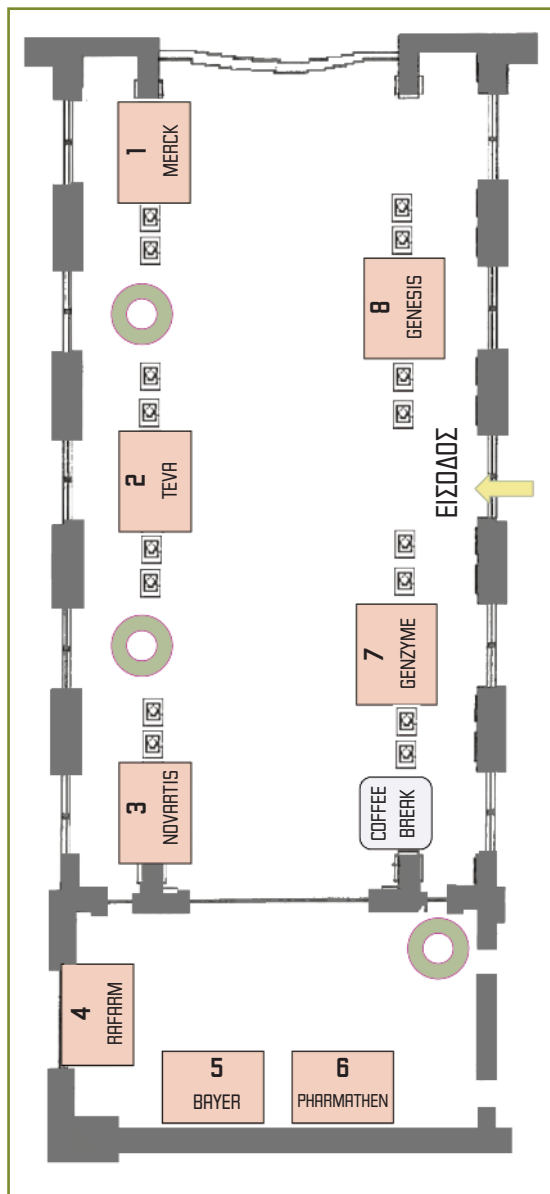 1
MERCK
2
TEVA
3
NOVARTIS
4
RAFARM
5
BAYER
6
PHARMATHEN
7
GENZYME
8
GENESIS
ΕΙΣΟΔΟΣ
COFFEE
BREAK